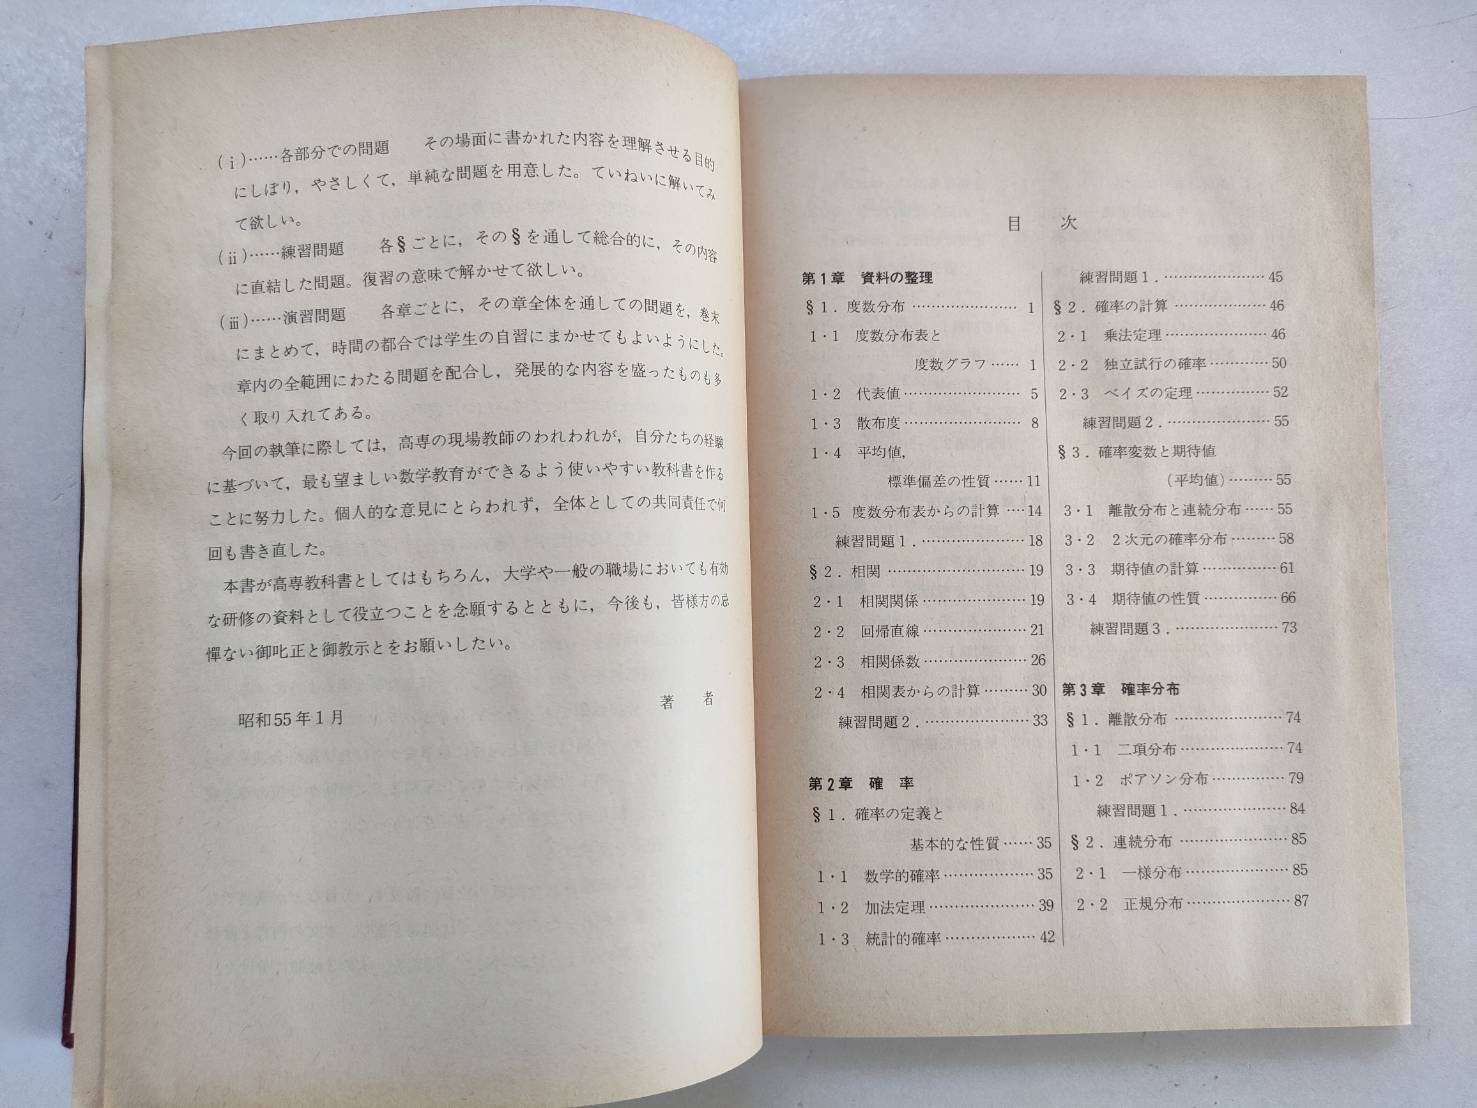 (ⅰ)……各部分での問題　その場面に書かれた内容を理解させる目的
にしぼり，やさしくて，単純な問題を用意した。ていねいに解いてみ
て欲しい。
(ⅱ)……練習問題　各§ごとに，その§を通して総合的に，その内容
に直結した問題。復習の意味で解かせて欲しい。
(ⅲ)……演習問題　各章ごとに，その章全体を通しての問題を，巻末
にまとめて，時間の都合では学生の自習にまかせてもよいようにした。
章内の全範囲にわたる問題を配合し，発展的な内容を盛ったものも多
く取り入れてある。
今回の執筆に際しては，高専の現場教師のわれわれが，自分たちの経験
に基づいて，最も望ましい数学教育ができるよう使いやすい教科書を作る
ことに努力した。個人的な意見にとらわれず，全体としての共同責任で何
回も書き直した。
本書が高専教科書としてはもちろん，大学や一般の職場においても有効
な研修の資料として役立つことを念願するとともに，今後も，皆様方の忌
憚ない御叱正と御教示とをお願いしたい。
昭和55年1月　著　者
目　次
第1章　資料の整理
§1．度数分布……………………1
1・1　度数分布表と
度数グラフ……1
1・2　代表値……………………5
1・3　散布度……………………8
1・4　平均値，
標準偏差の性質……11
1・5　度数分布表からの計算……14
練習問題1．……………………18
§2．相関……………………19
2・1　相関関係……………………19
2・2　回帰直線……………………21
2・3　相関係数……………………26
2・4　相関表からの計算………30
練習問題2．……………………33
第2章　確　率
§1．確率の定義と
基本的な性質……35
1・1　数学的確率………………35
1・2　加法定理…………………39
1・3　統計的確率………………42
練習問題1．…………………45
§2．確率の計算………………46
2・1　乗法定理…………………46
2・2　独立試行の確率…………50
2・3　ベイズの定理……………52
練習問題2．…………………55
§3．確率変数と期待値
（平均値）………55
3・1　離散分布と連続分布……55
3・2　2次元の確率分布………58
3・3　期待値の計算……………61
3・4　期待値の性質……………66
練習問題3．…………………73
第3章　確率分布
§1．離散分布…………………74
1・1　二項分布…………………74
1・2　ポアソン分布……………79
練習問題1．…………………84
§2．連続分布…………………85
2・1　一様分布…………………85
2・2　正規分布…………………87